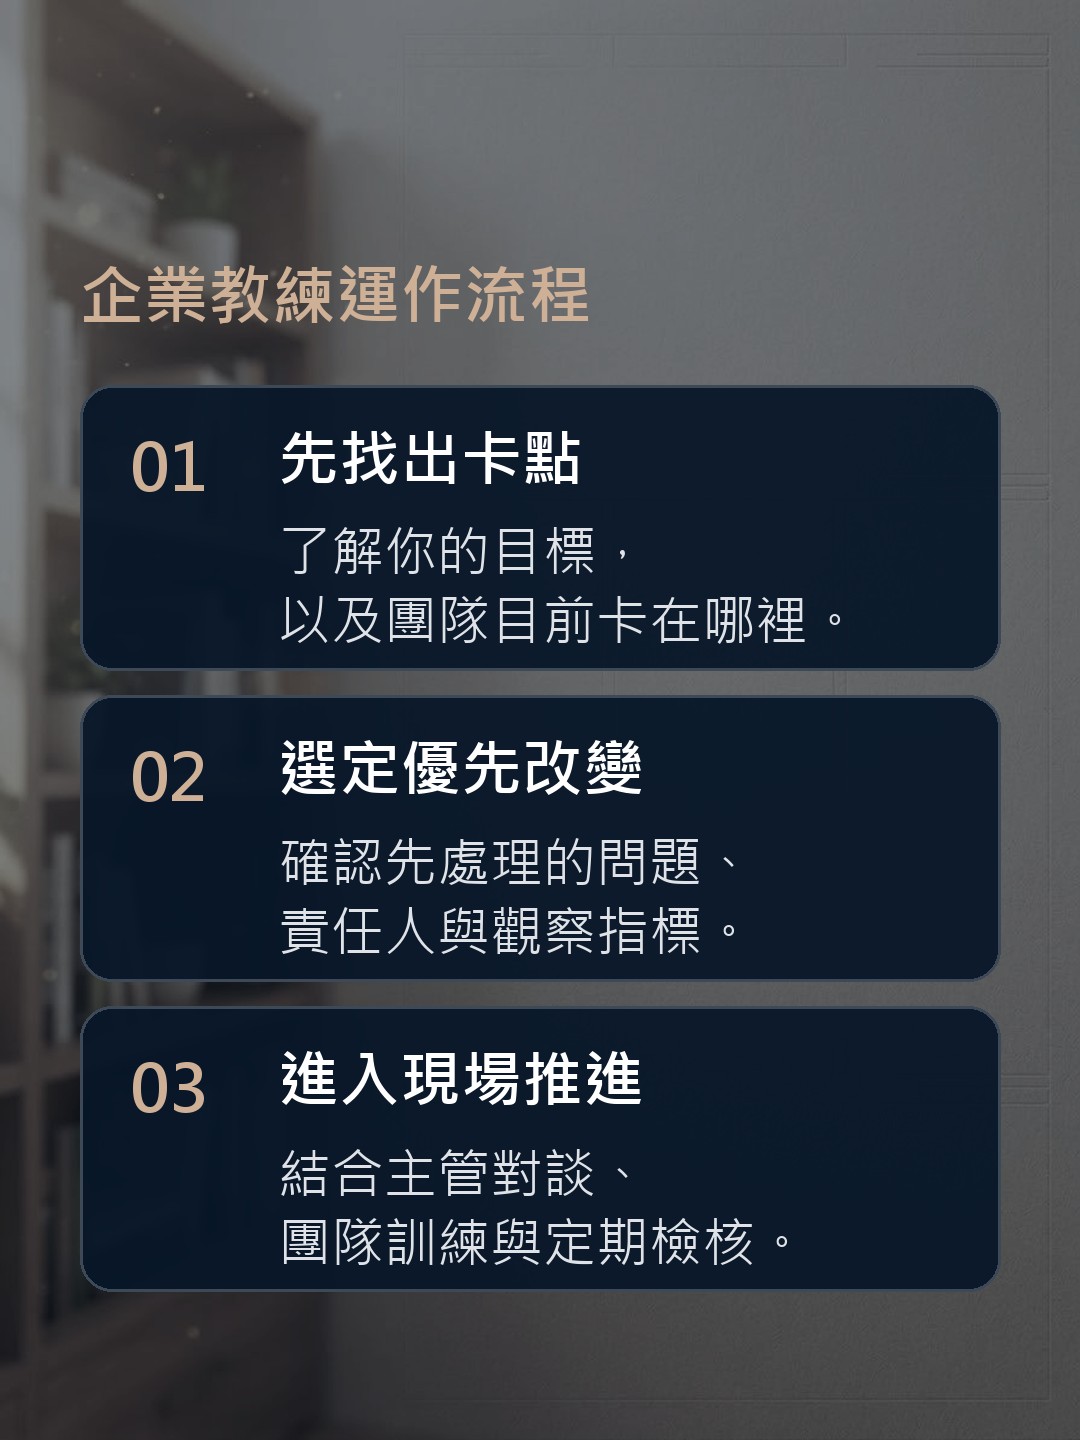 企業教練運作流程
01
先找出卡點
了解你的目標，
以及團隊目前卡在哪裡。
02
選定優先改變
確認先處理的問題、
責任人與觀察指標。
03
進入現場推進
結合主管對談、
團隊訓練與定期檢核。